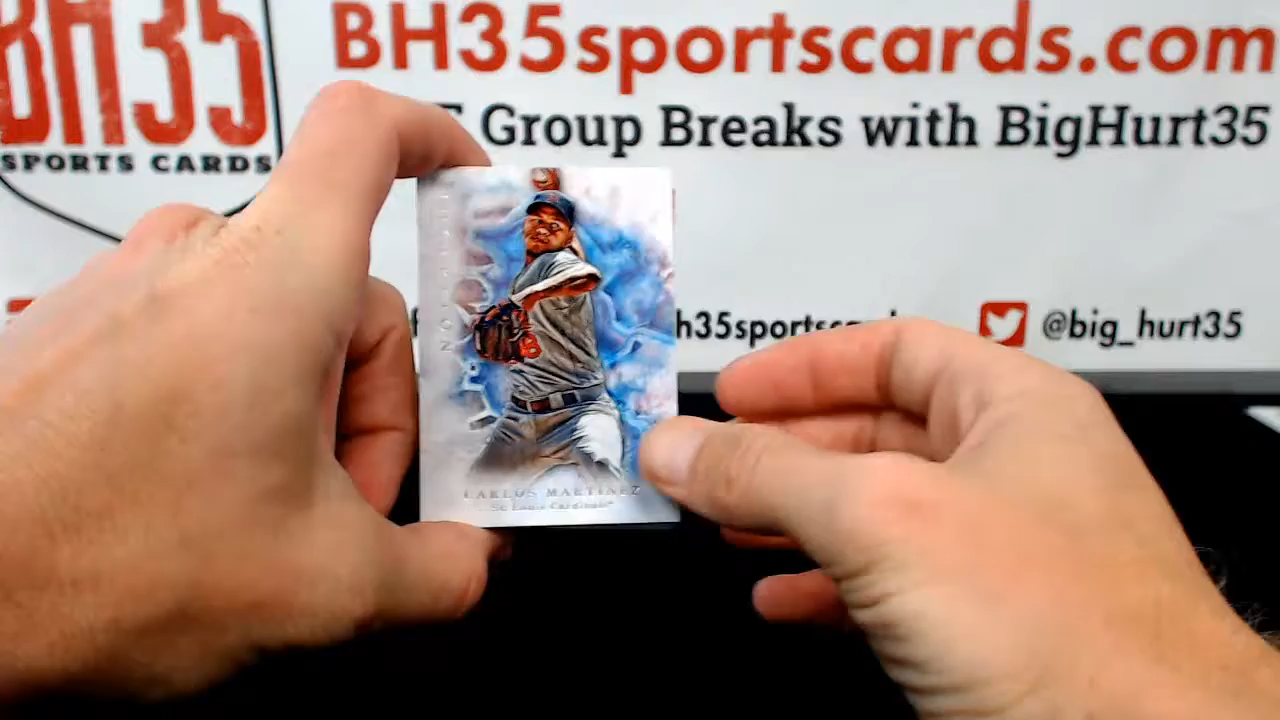 BH35
SPORTS CARDS
BH35sportscards.com
Group Breaks with BigHurt35
@big_hurt35
CARLOS MARTINEZ
St. Louis Cardinals